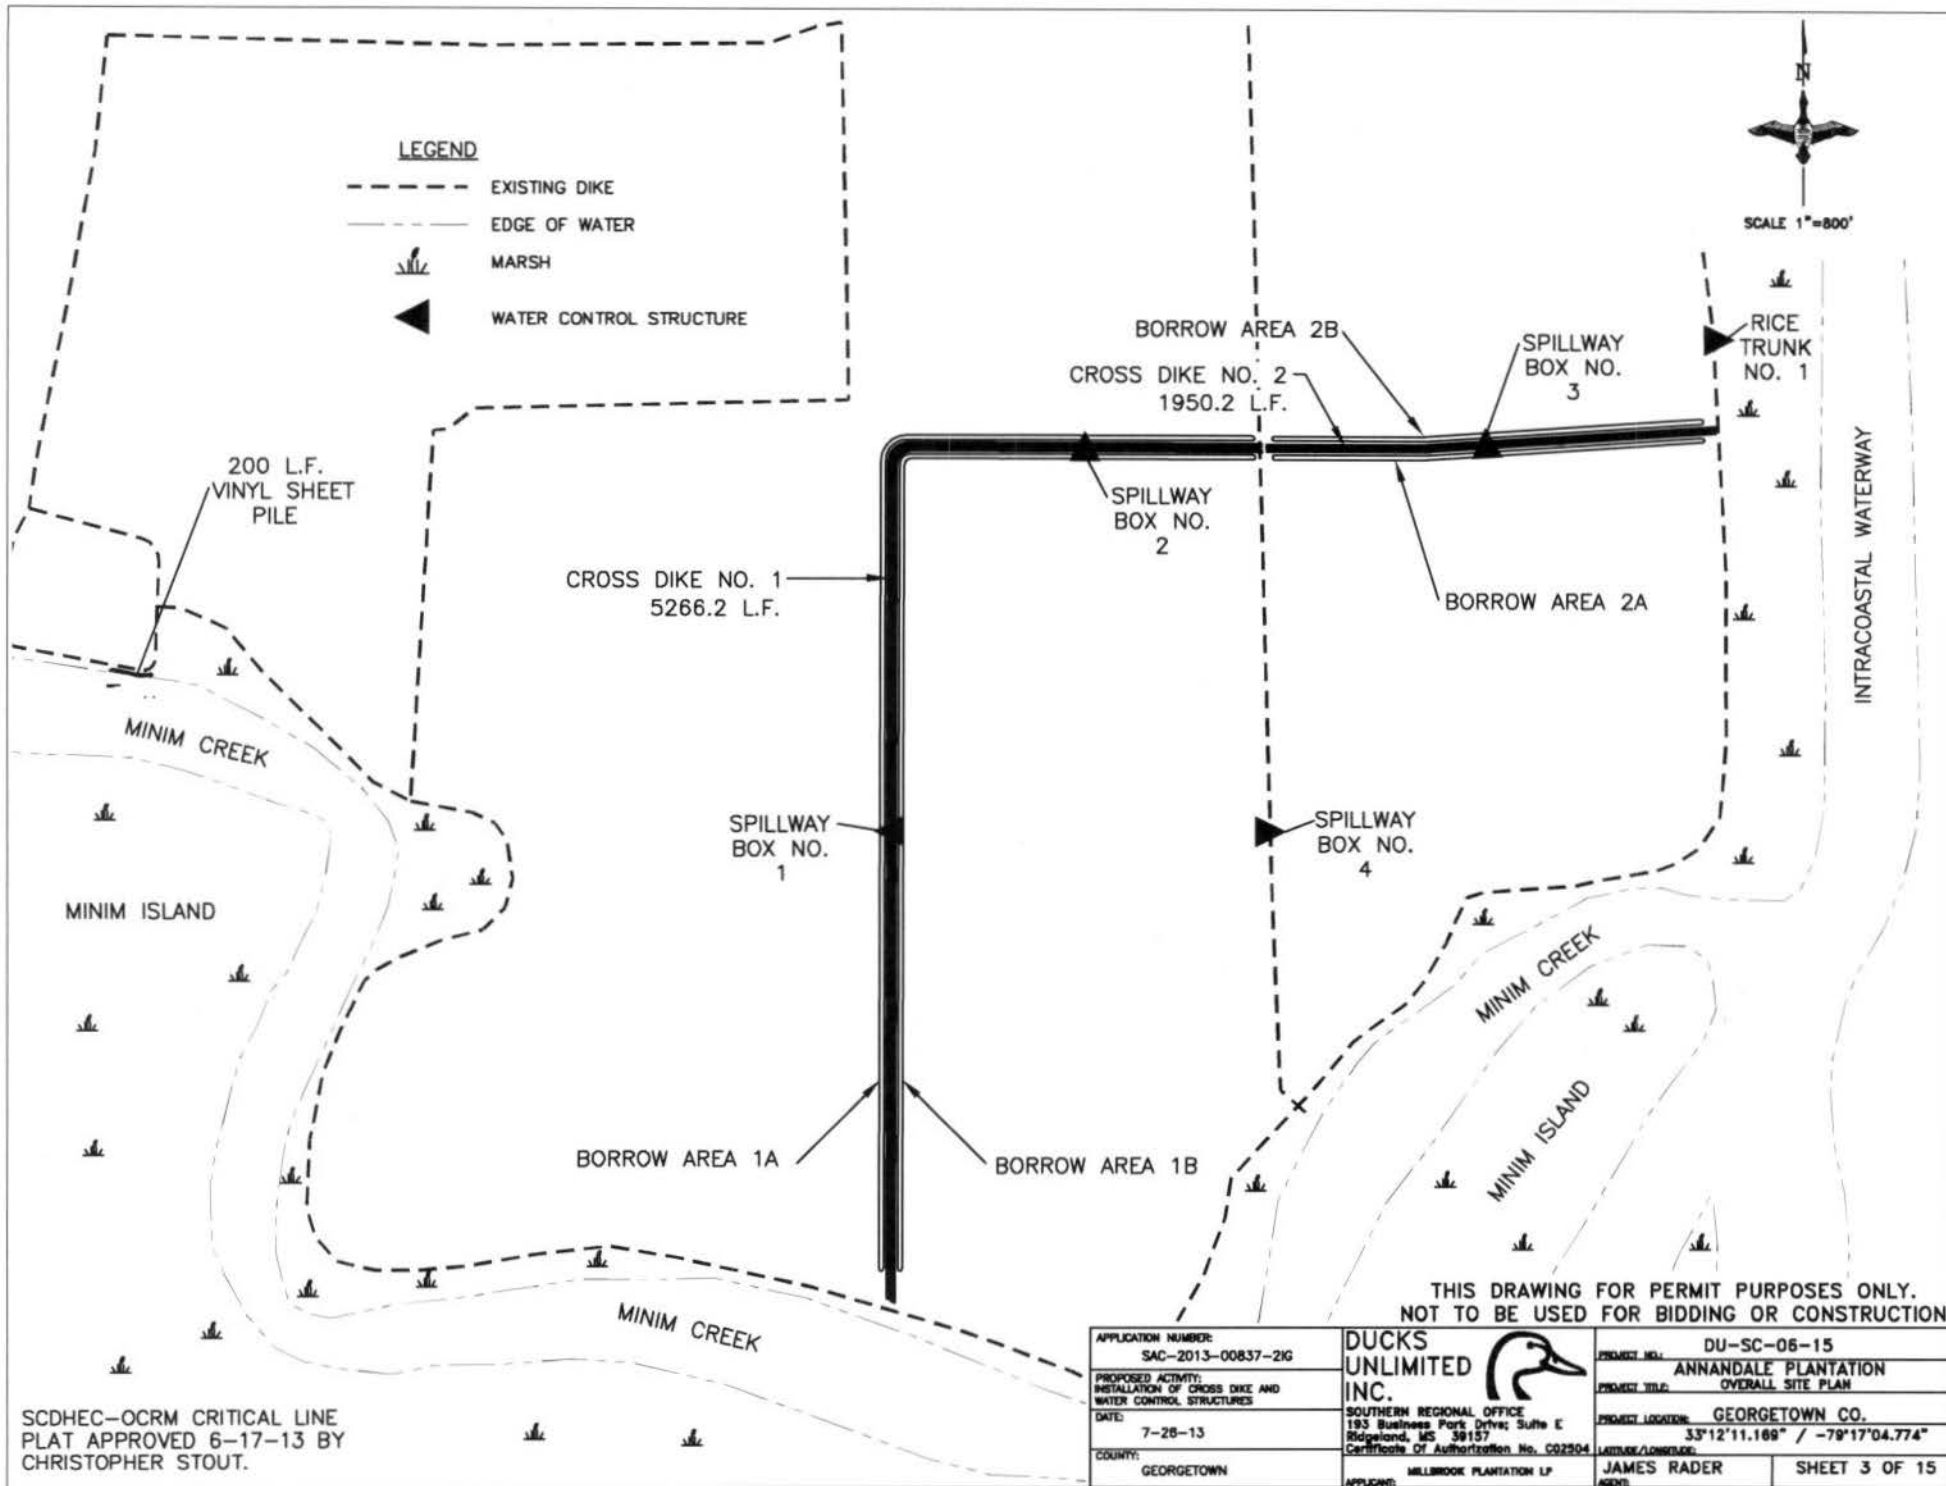 LEGEND
EXISTING DIKE
EDGE OF WATER
MARSH
WATER CONTROL STRUCTURE
N
SCALE 1"=800'
BORROW AREA 2B
CROSS DIKE NO. 2
1950.2 L.F.
SPILLWAY
BOX NO.
3
RICE
TRUNK
NO. 1
200 L.F.
VINYL SHEET
PILE
SPILLWAY
BOX NO.
2
CROSS DIKE NO. 1
5266.2 L.F.
BORROW AREA 2A
INTRACOASTAL WATERWAY
MINIM CREEK
SPILLWAY
BOX NO.
1
SPILLWAY
BOX NO.
4
MINIM ISLAND
MINIM CREEK
MINIM ISLAND
BORROW AREA 1A
BORROW AREA 1B
MINIM CREEK
THIS DRAWING FOR PERMIT PURPOSES ONLY.
NOT TO BE USED FOR BIDDING OR CONSTRUCTION
SCDHEC-OCRM CRITICAL LINE
PLAT APPROVED 6-17-13 BY
CHRISTOPHER STOUT.
APPLICATION NUMBER:
SAC-2013-00837-2IG
PROPOSED ACTIVITY:
INSTALLATION OF CROSS DIKE AND
WATER CONTROL STRUCTURES
DATE:
7-26-13
COUNTY:
GEORGETOWN
DUCKS
UNLIMITED
INC.
SOUTHERN REGIONAL OFFICE
193 Business Park Drive; Suite E
Ridgeland, MS 39157
Certificate Of Authorization No. C02504
APPLICANT: MILLBROOK PLANTATION LP
PROJECT NO.: DU-SC-06-15
ANNANDALE PLANTATION
PROJECT TITLE: OVERALL SITE PLAN
PROJECT LOCATION: GEORGETOWN CO.
33°12'11.169" / -79°17'04.774"
LATITUDE/LONGITUDE:
JAMES RADER
AGENT:
SHEET 3 OF 15